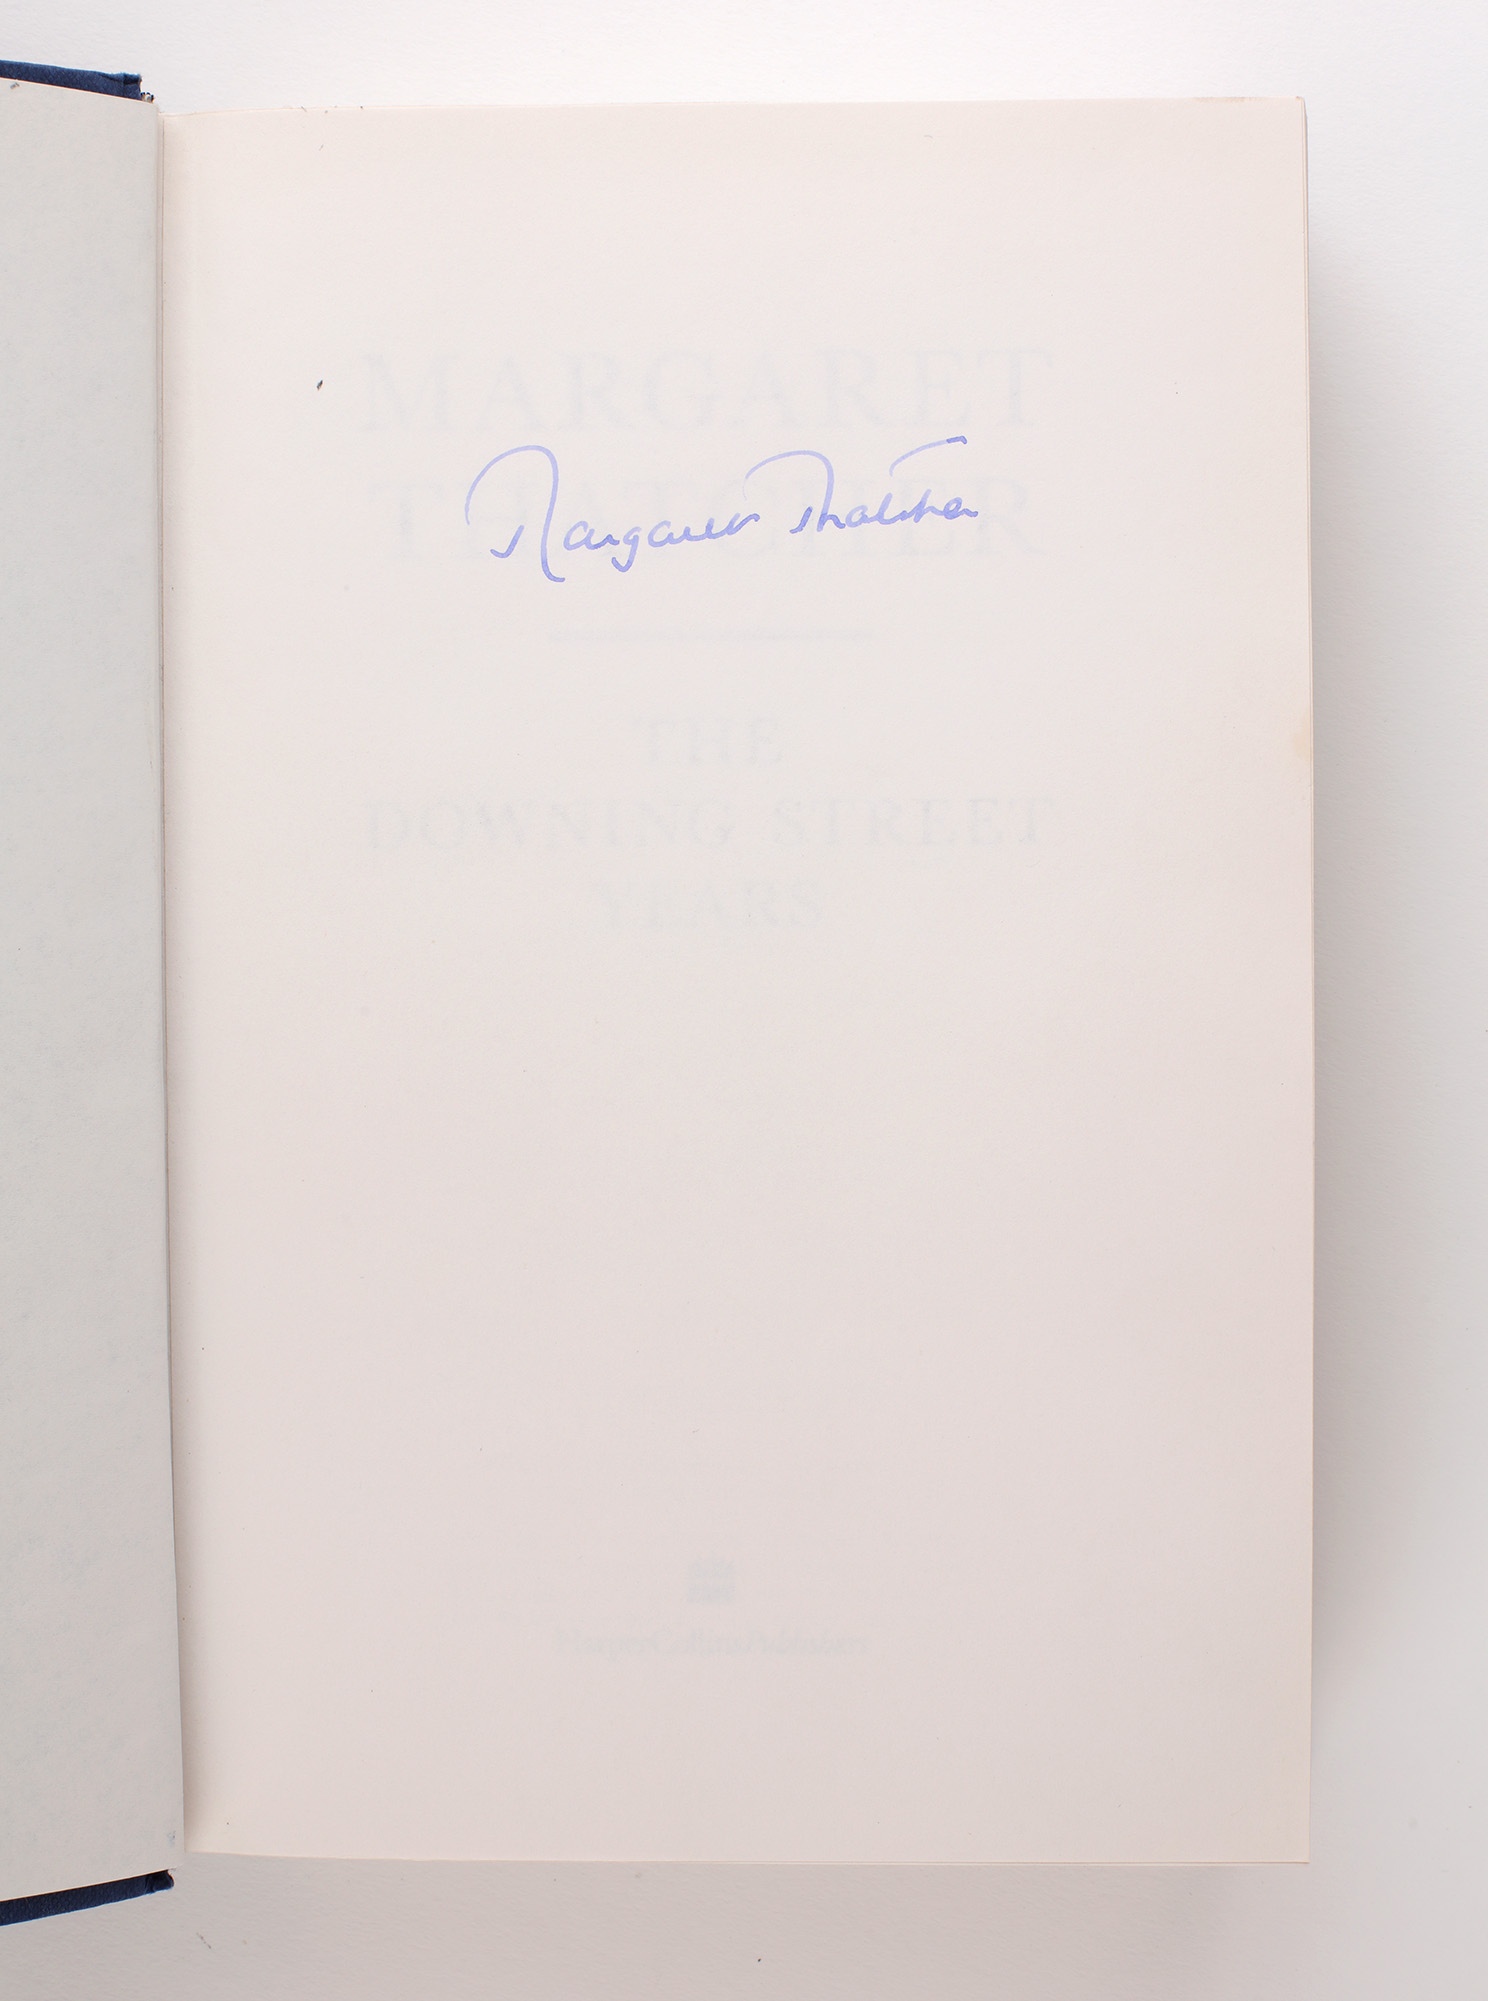 MARGARET
Margaret Thatcher
THATCHER
THE
DOWNING STREET
YEARS
HarperCollinsPublishers